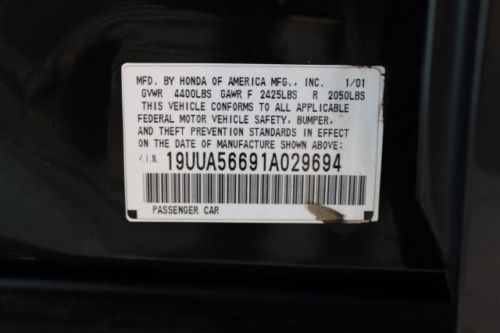 MFD. BY HONDA OF AMERICA MFG., INC. 1/01
GVWR 4400LBS GAWR F 2425LBS R 2050LBS
THIS VEHICLE CONFORMS TO ALL APPLICABLE
FEDERAL MOTOR VEHICLE SAFETY, BUMPER,
AND THEFT PREVENTION STANDARDS IN EFFECT
ON THE DATE OF MANUFACTURE SHOWN ABOVE.
V.I.N. 19UUA56691A029694
PASSENGER CAR